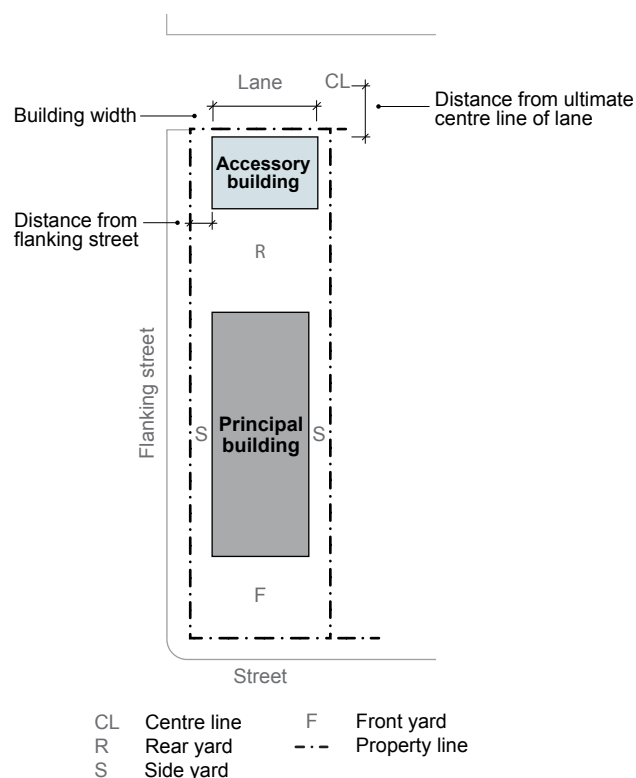 Lane
CL
Building width
Distance from ultimate
centre line of lane
Accessory
building
Distance from
flanking street
R
Flanking street
S
Principal
building
S
F
Street
CL Centre line
R Rear yard
S Side yard
F Front yard
Property line